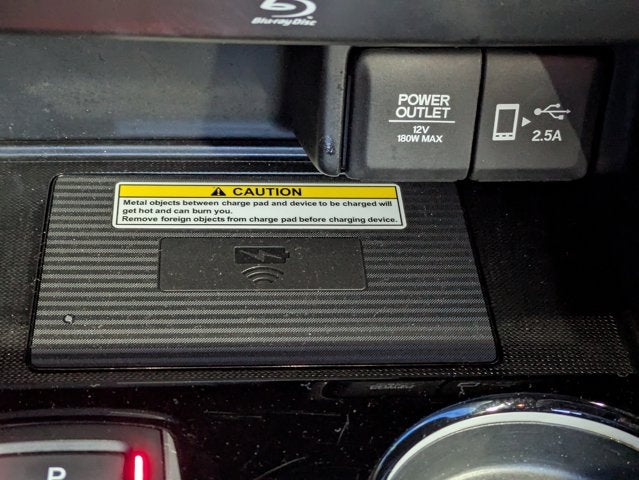 Blu-ray Disc
POWER
OUTLET
12V
180W MAX
2.5A
CAUTION
Metal objects between charge pad and device to be charged will
get hot and can burn you.
Remove foreign objects from charge pad before charging device.
P